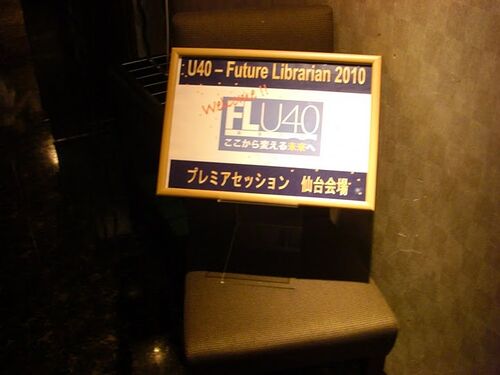 U40 – Future Librarian 2010
Welcome!!
FLU40
ここから変える未来へ
プレミアセッション 仙台会場